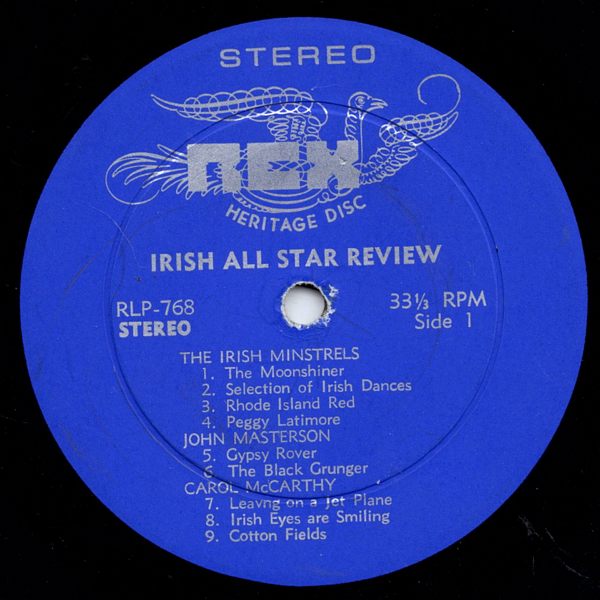 STEREO
REX
HERITAGE DISC
IRISH ALL STAR REVIEW
RLP-768
STEREO
33⅓ RPM
Side 1
THE IRISH MINSTRELS
1. The Moonshiner
2. Selection of Irish Dances
3. Rhode Island Red
4. Peggy Latimore
JOHN MASTERSON
5. Gypsy Rover
6. The Black Grunger
CAROL McCARTHY
7. Leavng on a Jet Plane
8. Irish Eyes are Smiling
9. Cotton Fields